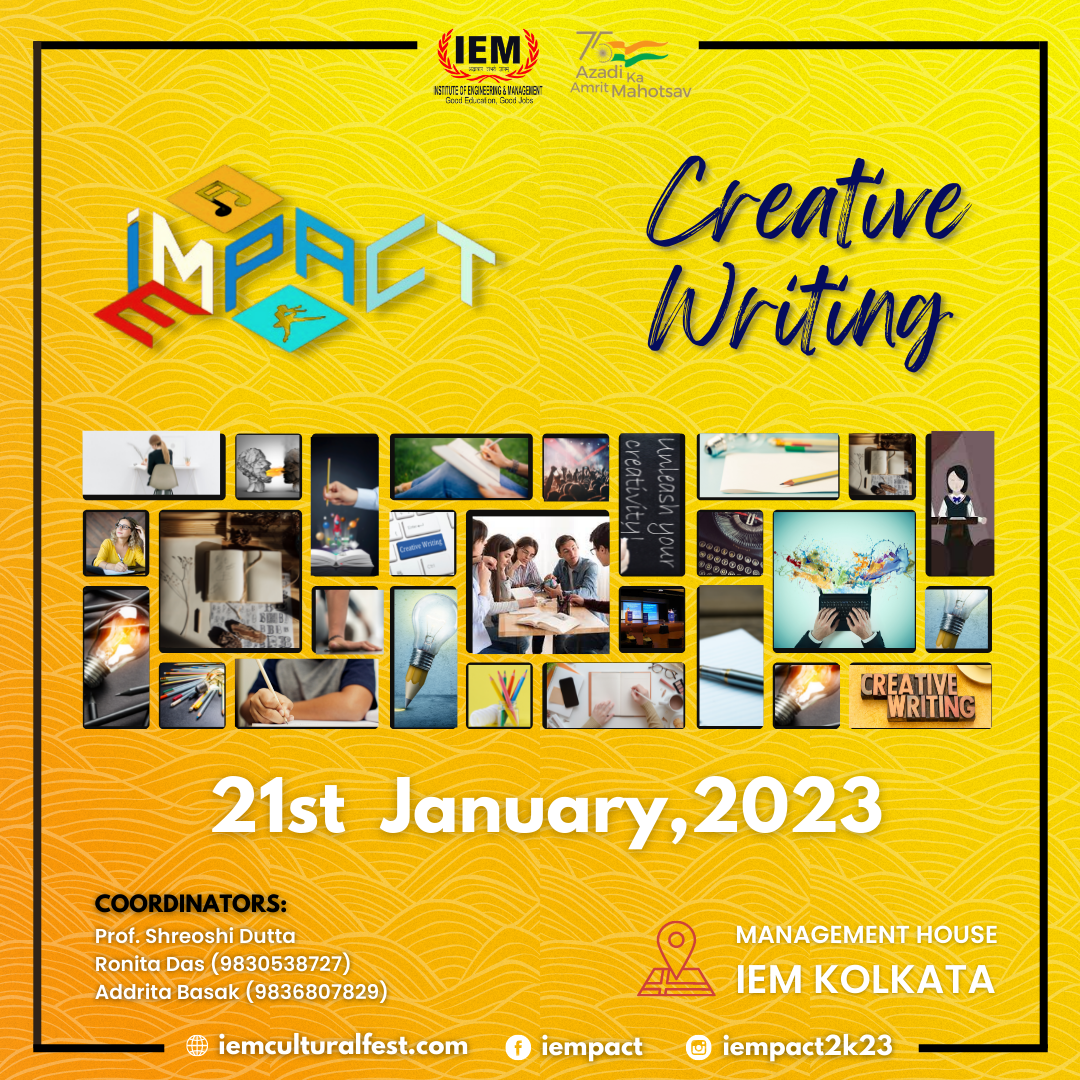 IEM
INSTITUTE OF ENGINEERING & MANAGEMENT
Good Education, Good Jobs
75
Azadi Ka
Amrit Mahotsav
iEMPACT
Creative
Writing
Unleash your
creativity!
Creative Writing
CREATIVE
WRITING
21st January,2023
COORDINATORS:
Prof. Shreoshi Dutta
Ronita Das (9830538727)
Addrita Basak (9836807829)
MANAGEMENT HOUSE
IEM KOLKATA
iemculturalfest.com
iempact
iempact2k23